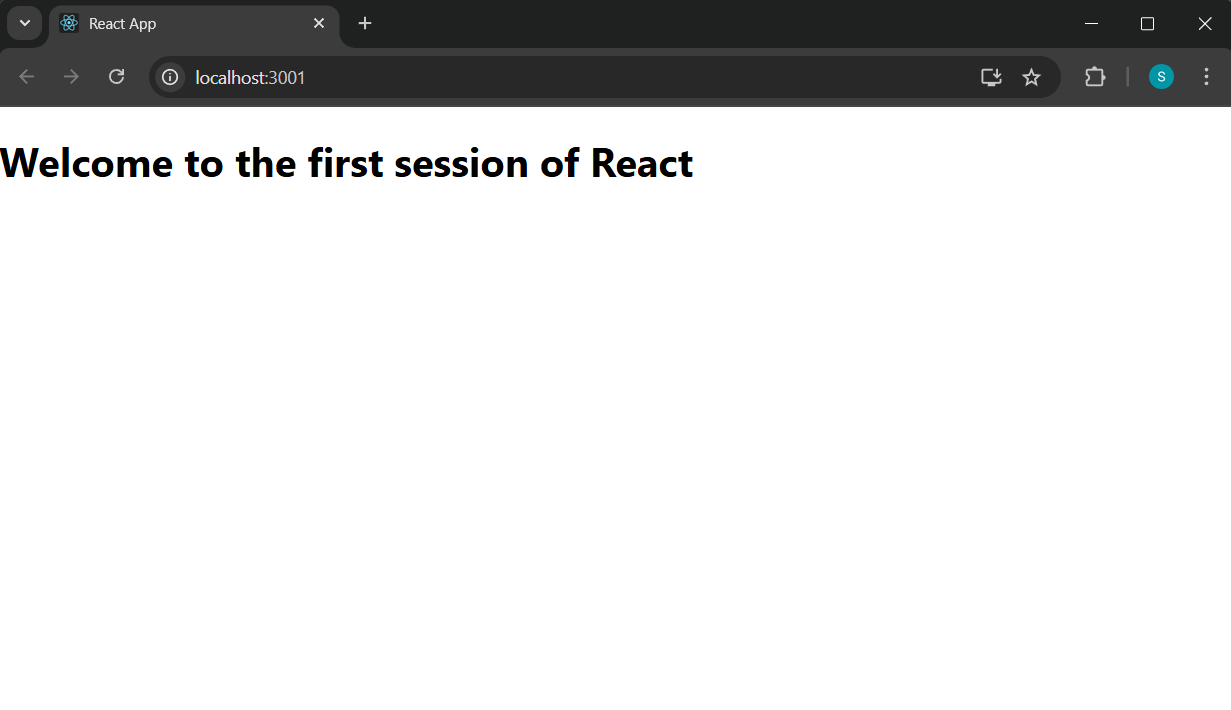 React App
localhost:3001
S
Welcome to the first session of React